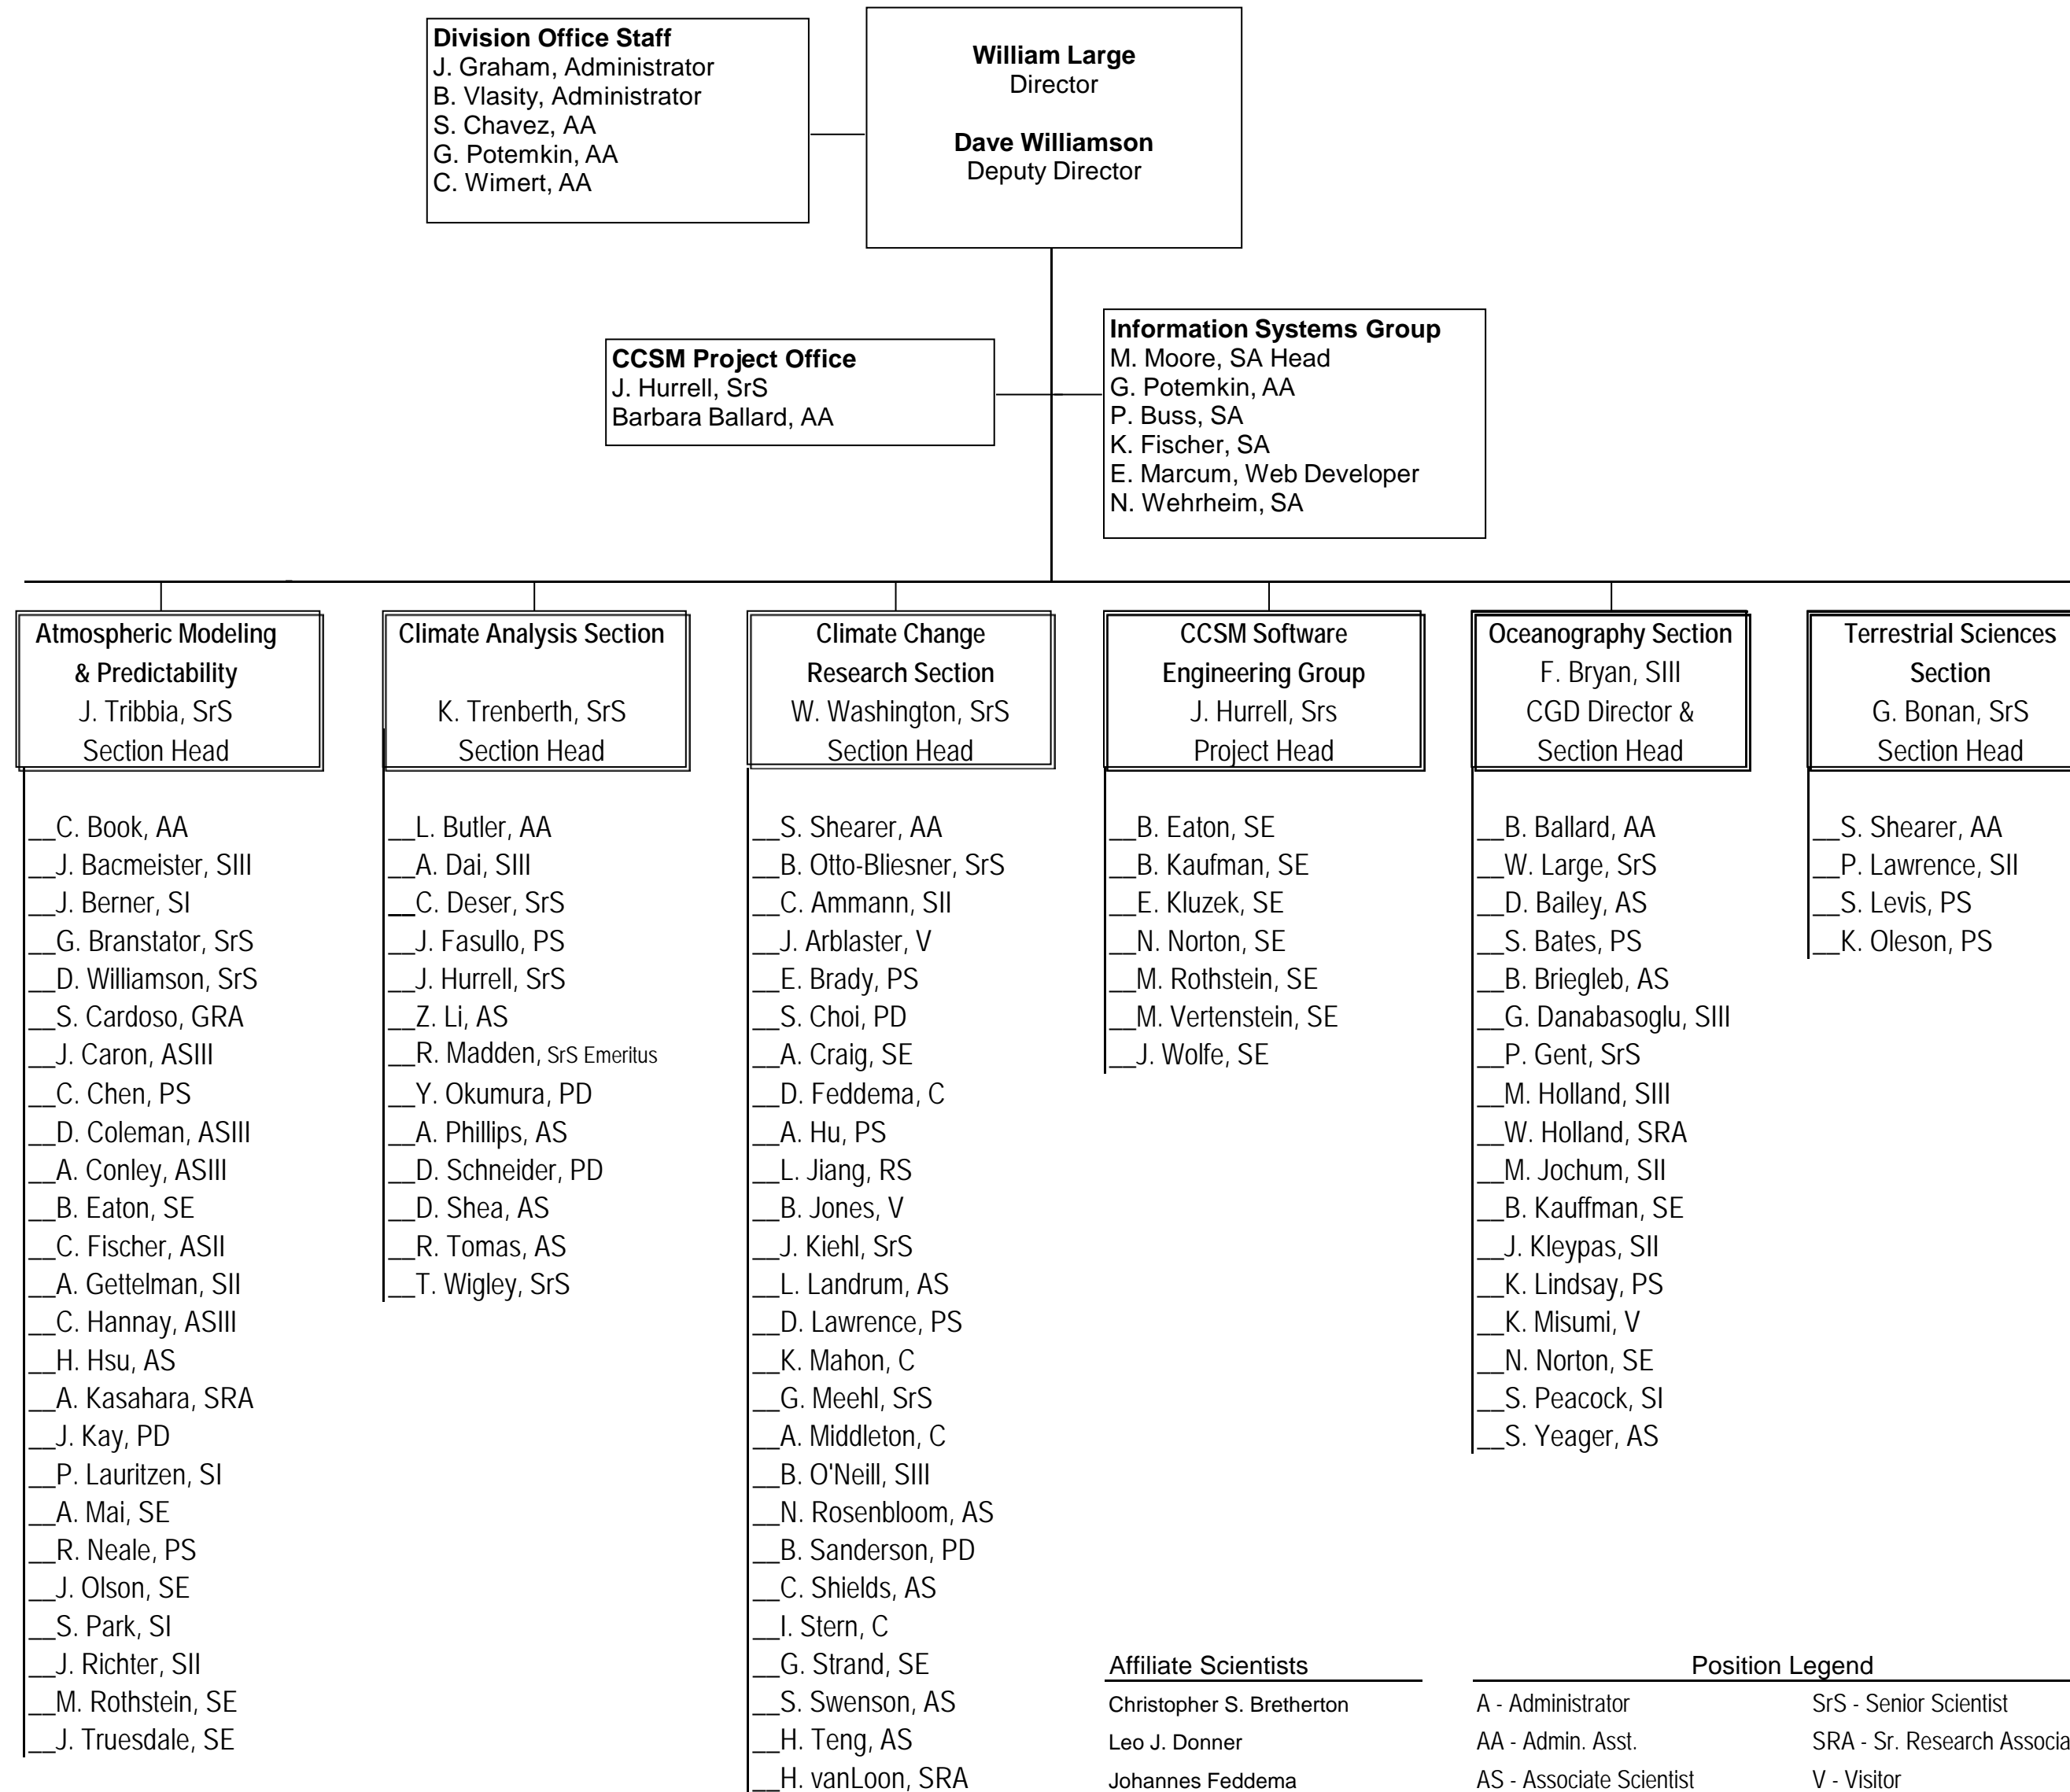 Division Office Staff
J. Graham, Administrator
B. Vlasity, Administrator
S. Chavez, AA
G. Potemkin, AA
C. Wimert, AA
William Large
Director
Dave Williamson
Deputy Director
CCSM Project Office
J. Hurrell, SrS
Barbara Ballard, AA
Information Systems Group
M. Moore, SA Head
G. Potemkin, AA
P. Buss, SA
K. Fischer, SA
E. Marcum, Web Developer
N. Wehrheim, SA
Atmospheric Modeling
& Predictability
J. Tribbia, SrS
Section Head
__C. Book, AA
__J. Bacmeister, SIII
__J. Berner, SI
__G. Branstator, SrS
__D. Williamson, SrS
__S. Cardoso, GRA
__J. Caron, ASIII
__C. Chen, PS
__D. Coleman, ASIII
__A. Conley, ASIII
__B. Eaton, SE
__C. Fischer, ASII
__A. Gettelman, SII
__C. Hannay, ASIII
__H. Hsu, AS
__A. Kasahara, SRA
__J. Kay, PD
__P. Lauritzen, SI
__A. Mai, SE
__R. Neale, PS
__J. Olson, SE
__S. Park, SI
__J. Richter, SII
__M. Rothstein, SE
__J. Truesdale, SE
Climate Analysis Section
K. Trenberth, SrS
Section Head
__L. Butler, AA
__A. Dai, SIII
__C. Deser, SrS
__J. Fasullo, PS
__J. Hurrell, SrS
__Z. Li, AS
__R. Madden, SrS Emeritus
__Y. Okumura, PD
__A. Phillips, AS
__D. Schneider, PD
__D. Shea, AS
__R. Tomas, AS
__T. Wigley, SrS
Climate Change
Research Section
W. Washington, SrS
Section Head
__S. Shearer, AA
__B. Otto-Bliesner, SrS
__C. Ammann, SII
__J. Arblaster, V
__E. Brady, PS
__S. Choi, PD
__A. Craig, SE
__D. Feddema, C
__A. Hu, PS
__L. Jiang, RS
__B. Jones, V
__J. Kiehl, SrS
__L. Landrum, AS
__D. Lawrence, PS
__K. Mahon, C
__G. Meehl, SrS
__A. Middleton, C
__B. O'Neill, SIII
__N. Rosenbloom, AS
__B. Sanderson, PD
__C. Shields, AS
__I. Stern, C
__G. Strand, SE
__S. Swenson, AS
__H. Teng, AS
__H. vanLoon, SRA
CCSM Software
Engineering Group
J. Hurrell, Srs
Project Head
__B. Eaton, SE
__B. Kaufman, SE
__E. Kluzek, SE
__N. Norton, SE
__M. Rothstein, SE
__M. Vertenstein, SE
__J. Wolfe, SE
Oceanography Section
F. Bryan, SIII
CGD Director &
Section Head
__B. Ballard, AA
__W. Large, SrS
__D. Bailey, AS
__S. Bates, PS
__B. Briegleb, AS
__G. Danabasoglu, SIII
__P. Gent, SrS
__M. Holland, SIII
__W. Holland, SRA
__M. Jochum, SII
__B. Kauffman, SE
__J. Kleypas, SII
__K. Lindsay, PS
__K. Misumi, V
__N. Norton, SE
__S. Peacock, SI
__S. Yeager, AS
Terrestrial Sciences
Section
G. Bonan, SrS
Section Head
__S. Shearer, AA
__P. Lawrence, SII
__S. Levis, PS
__K. Oleson, PS
Affiliate Scientists
Christopher S. Bretherton
Leo J. Donner
Johannes Feddema
Position Legend
A - Administrator
AA - Admin. Asst.
AS - Associate Scientist
SrS - Senior Scientist
SRA - Sr. Research Associa
V - Visitor